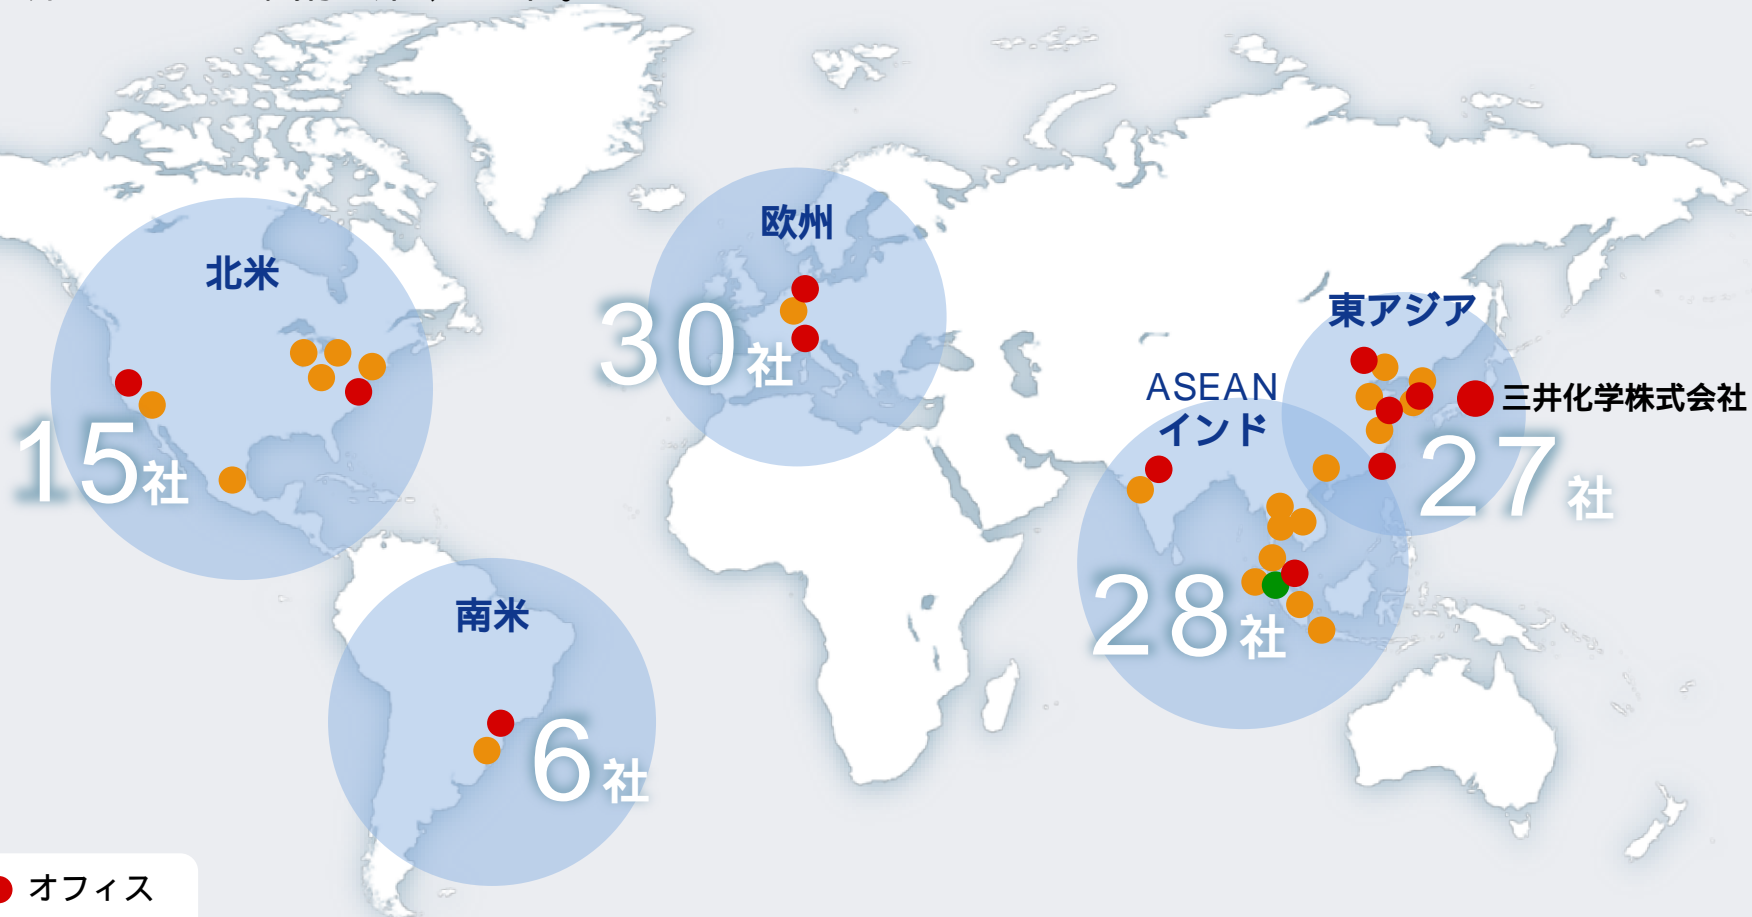 北米
15社
欧州
30社
東アジア
三井化学株式会社
27社
ASEAN
インド
28社
南米
6社
オフィス